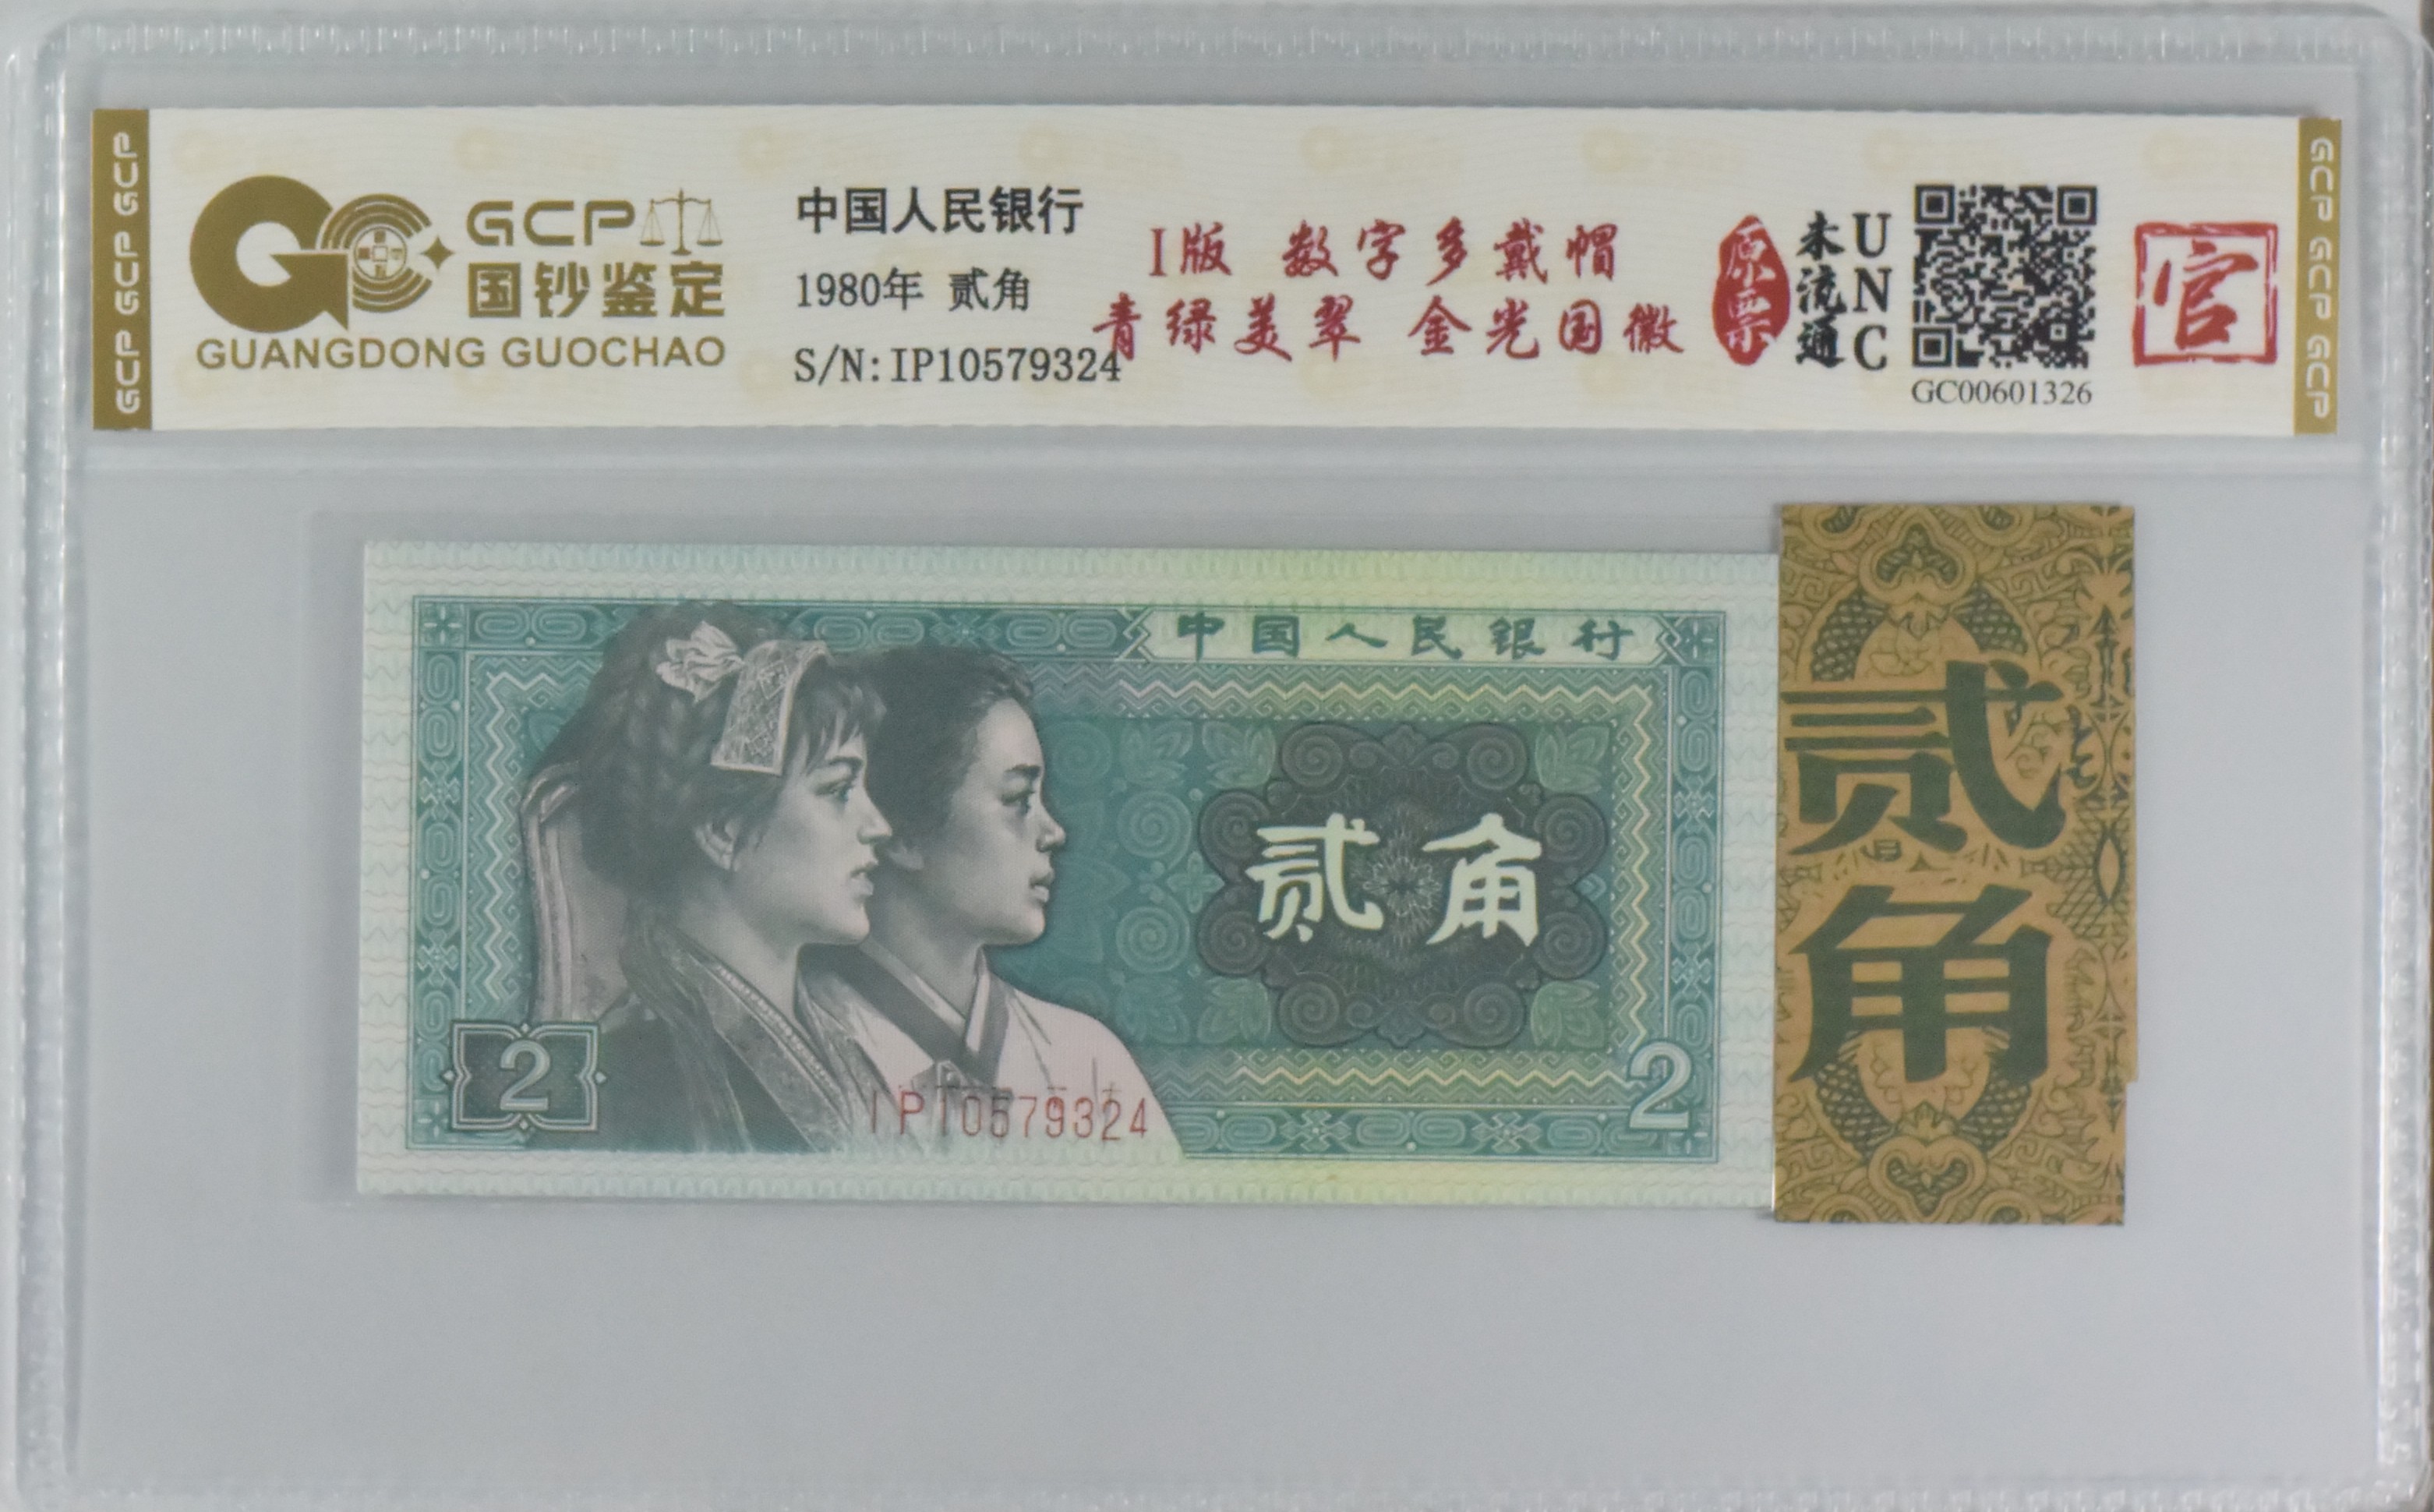 GCP GCP GCP
GCP
国钞鉴定
GUANGDONG GUOCHAO
中国人民银行
1980年 贰角
S/N:IP10579324
I版 数字多戴帽
青绿美翠 金光国徽
原票
未流通
UNC
GC00601326
官
GCP GCP GCP
中国人民银行
贰角
2
IP10579324
2
贰角